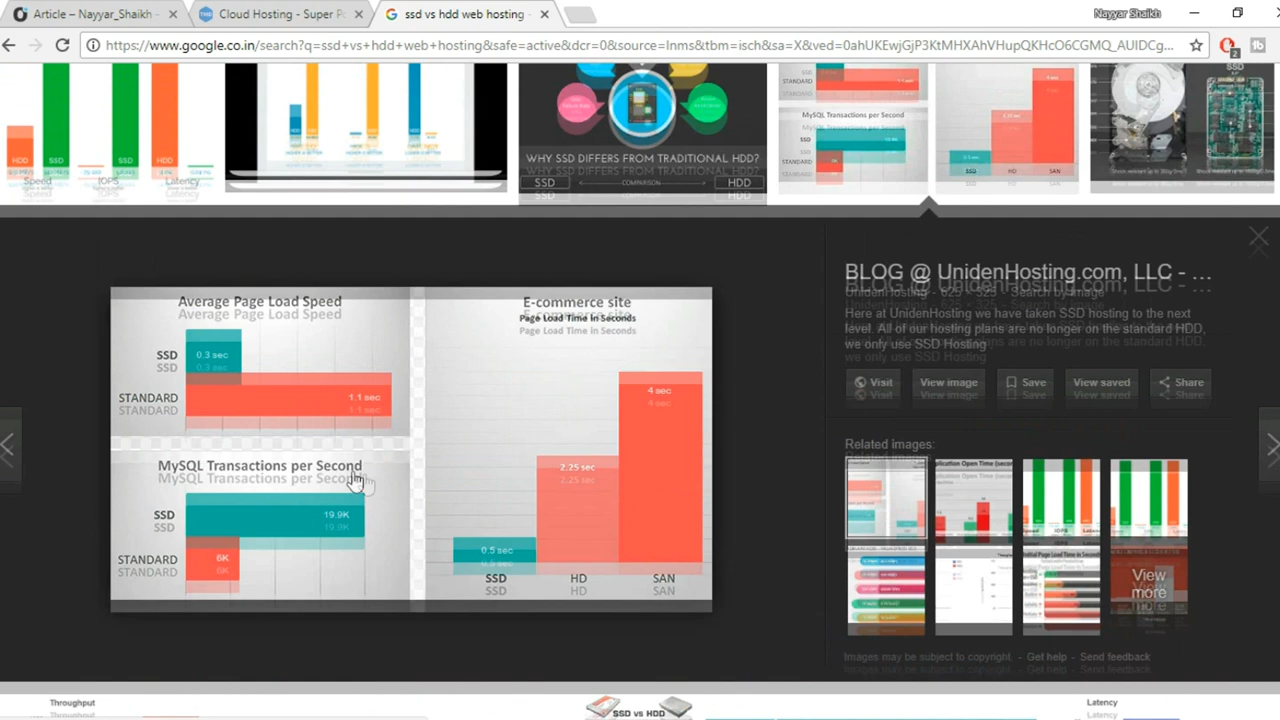 Article – Nayyar_Shaikh -
Cloud Hosting - Super P
ssd vs hdd web hosting -
Nayyar Shaikh
https://www.google.co.in/search?q=ssd+vs+hdd+web+hosting&safe=active&dcr=0&source=lnms&tbm=isch&sa=X&ved=0ahUKEwjGjP3KtMHXAhVHupQKHcO6CGMQ_AUIDCg...
2
HDD SSD HDD SSD HDD
Speed IOPS Latency
WHY SSD DIFFERS FROM TRADITIONAL HDD?
SSD COMPARISON HDD
STANDARD
MySQL Transactions per Second
SSD
STANDARD
SSD HD SAN
SSD
BLOG @ UnidenHosting.com, LLC - ...
UnidenHosting - 625 × 325 - Search by image
Here at UnidenHosting we have taken SSD hosting to the next
level. All of our hosting plans are no longer on the standard HDD,
we only use SSD Hosting
Visit View image Save View saved Share
Average Page Load Speed
SSD 0.3 sec
STANDARD 1.1 sec
MySQL Transactions per Second
SSD 19.9K
STANDARD 6K
E-commerce site
Page Load Time In Seconds
4 sec
2.25 sec
0.5 sec
SSD HD SAN
Related images:
View
more
Images may be subject to copyright. - Get help - Send feedback
Throughput
SSD vs HDD
Latency